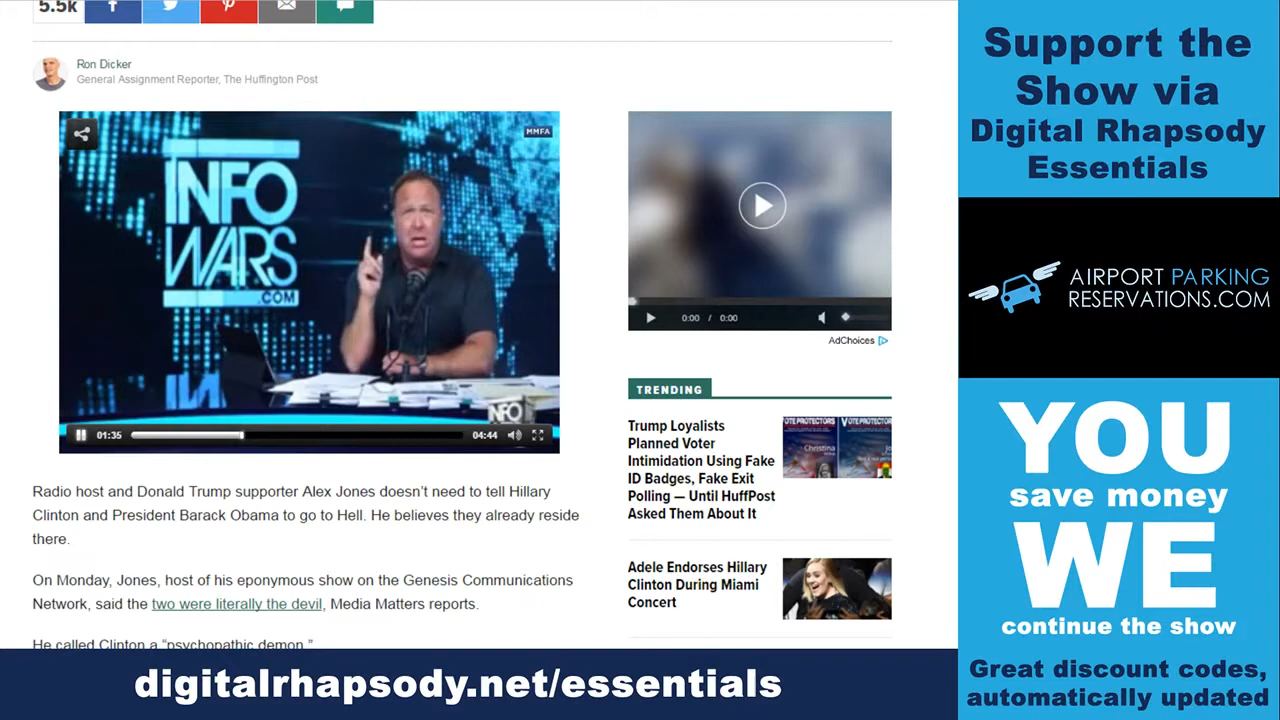 5.5k
Ron Dicker
General Assignment Reporter, The Huffington Post
MMFA
INFO
WARS
.COM
INFO
01:35
04:44
Radio host and Donald Trump supporter Alex Jones doesn't need to tell Hillary
Clinton and President Barack Obama to go to Hell. He believes they already reside
there.
On Monday, Jones, host of his eponymous show on the Genesis Communications
Network, said the two were literally the devil, Media Matters reports.
He called Clinton a “psychopathic demon.”
0:00 / 0:00
AdChoices
TRENDING
Trump Loyalists
Planned Voter
Intimidation Using Fake
ID Badges, Fake Exit
Polling — Until HuffPost
Asked Them About It
VOTE PROTECTORS
VOTE PROTECTORS
Christina
Adele Endorses Hillary
Clinton During Miami
Concert
digitalrhapsody.net/essentials
Support the
Show via
Digital Rhapsody
Essentials
AIRPORT PARKING
RESERVATIONS.COM
YOU
save money
WE
continue the show
Great discount codes,
automatically updated